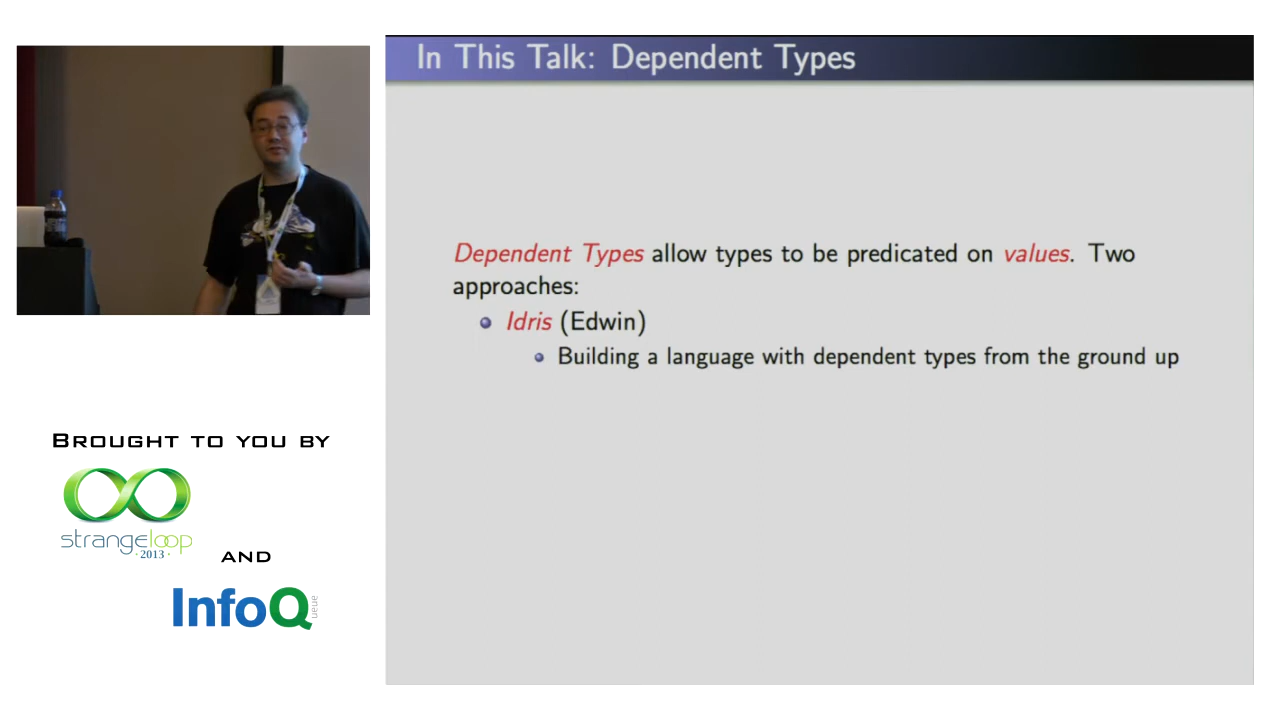 In This Talk: Dependent Types
Dependent Types allow types to be predicated on values. Two
approaches:
Idris (Edwin)
Building a language with dependent types from the ground up
BROUGHT TO YOU BY
strangeloop
· 2013 ·
AND
InfoQ